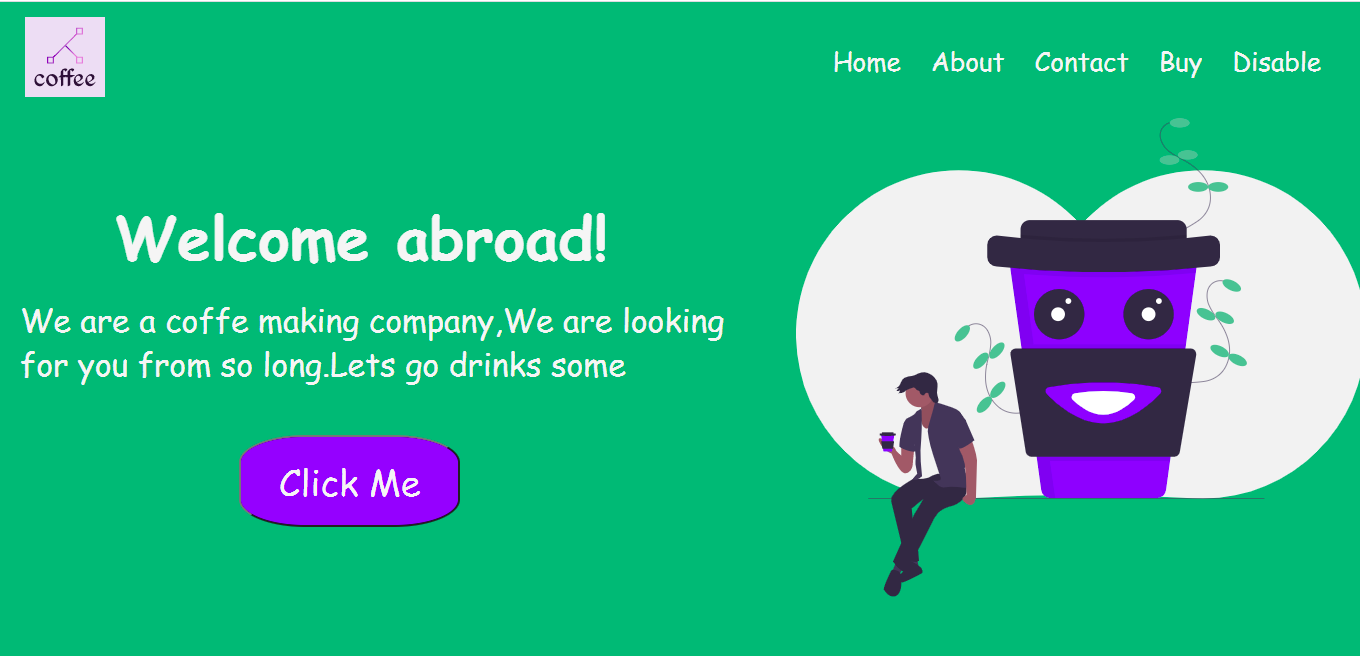 coffee
Home About Contact Buy Disable
Welcome abroad!
We are a coffe making company,We are looking
for you from so long.Lets go drinks some
Click Me